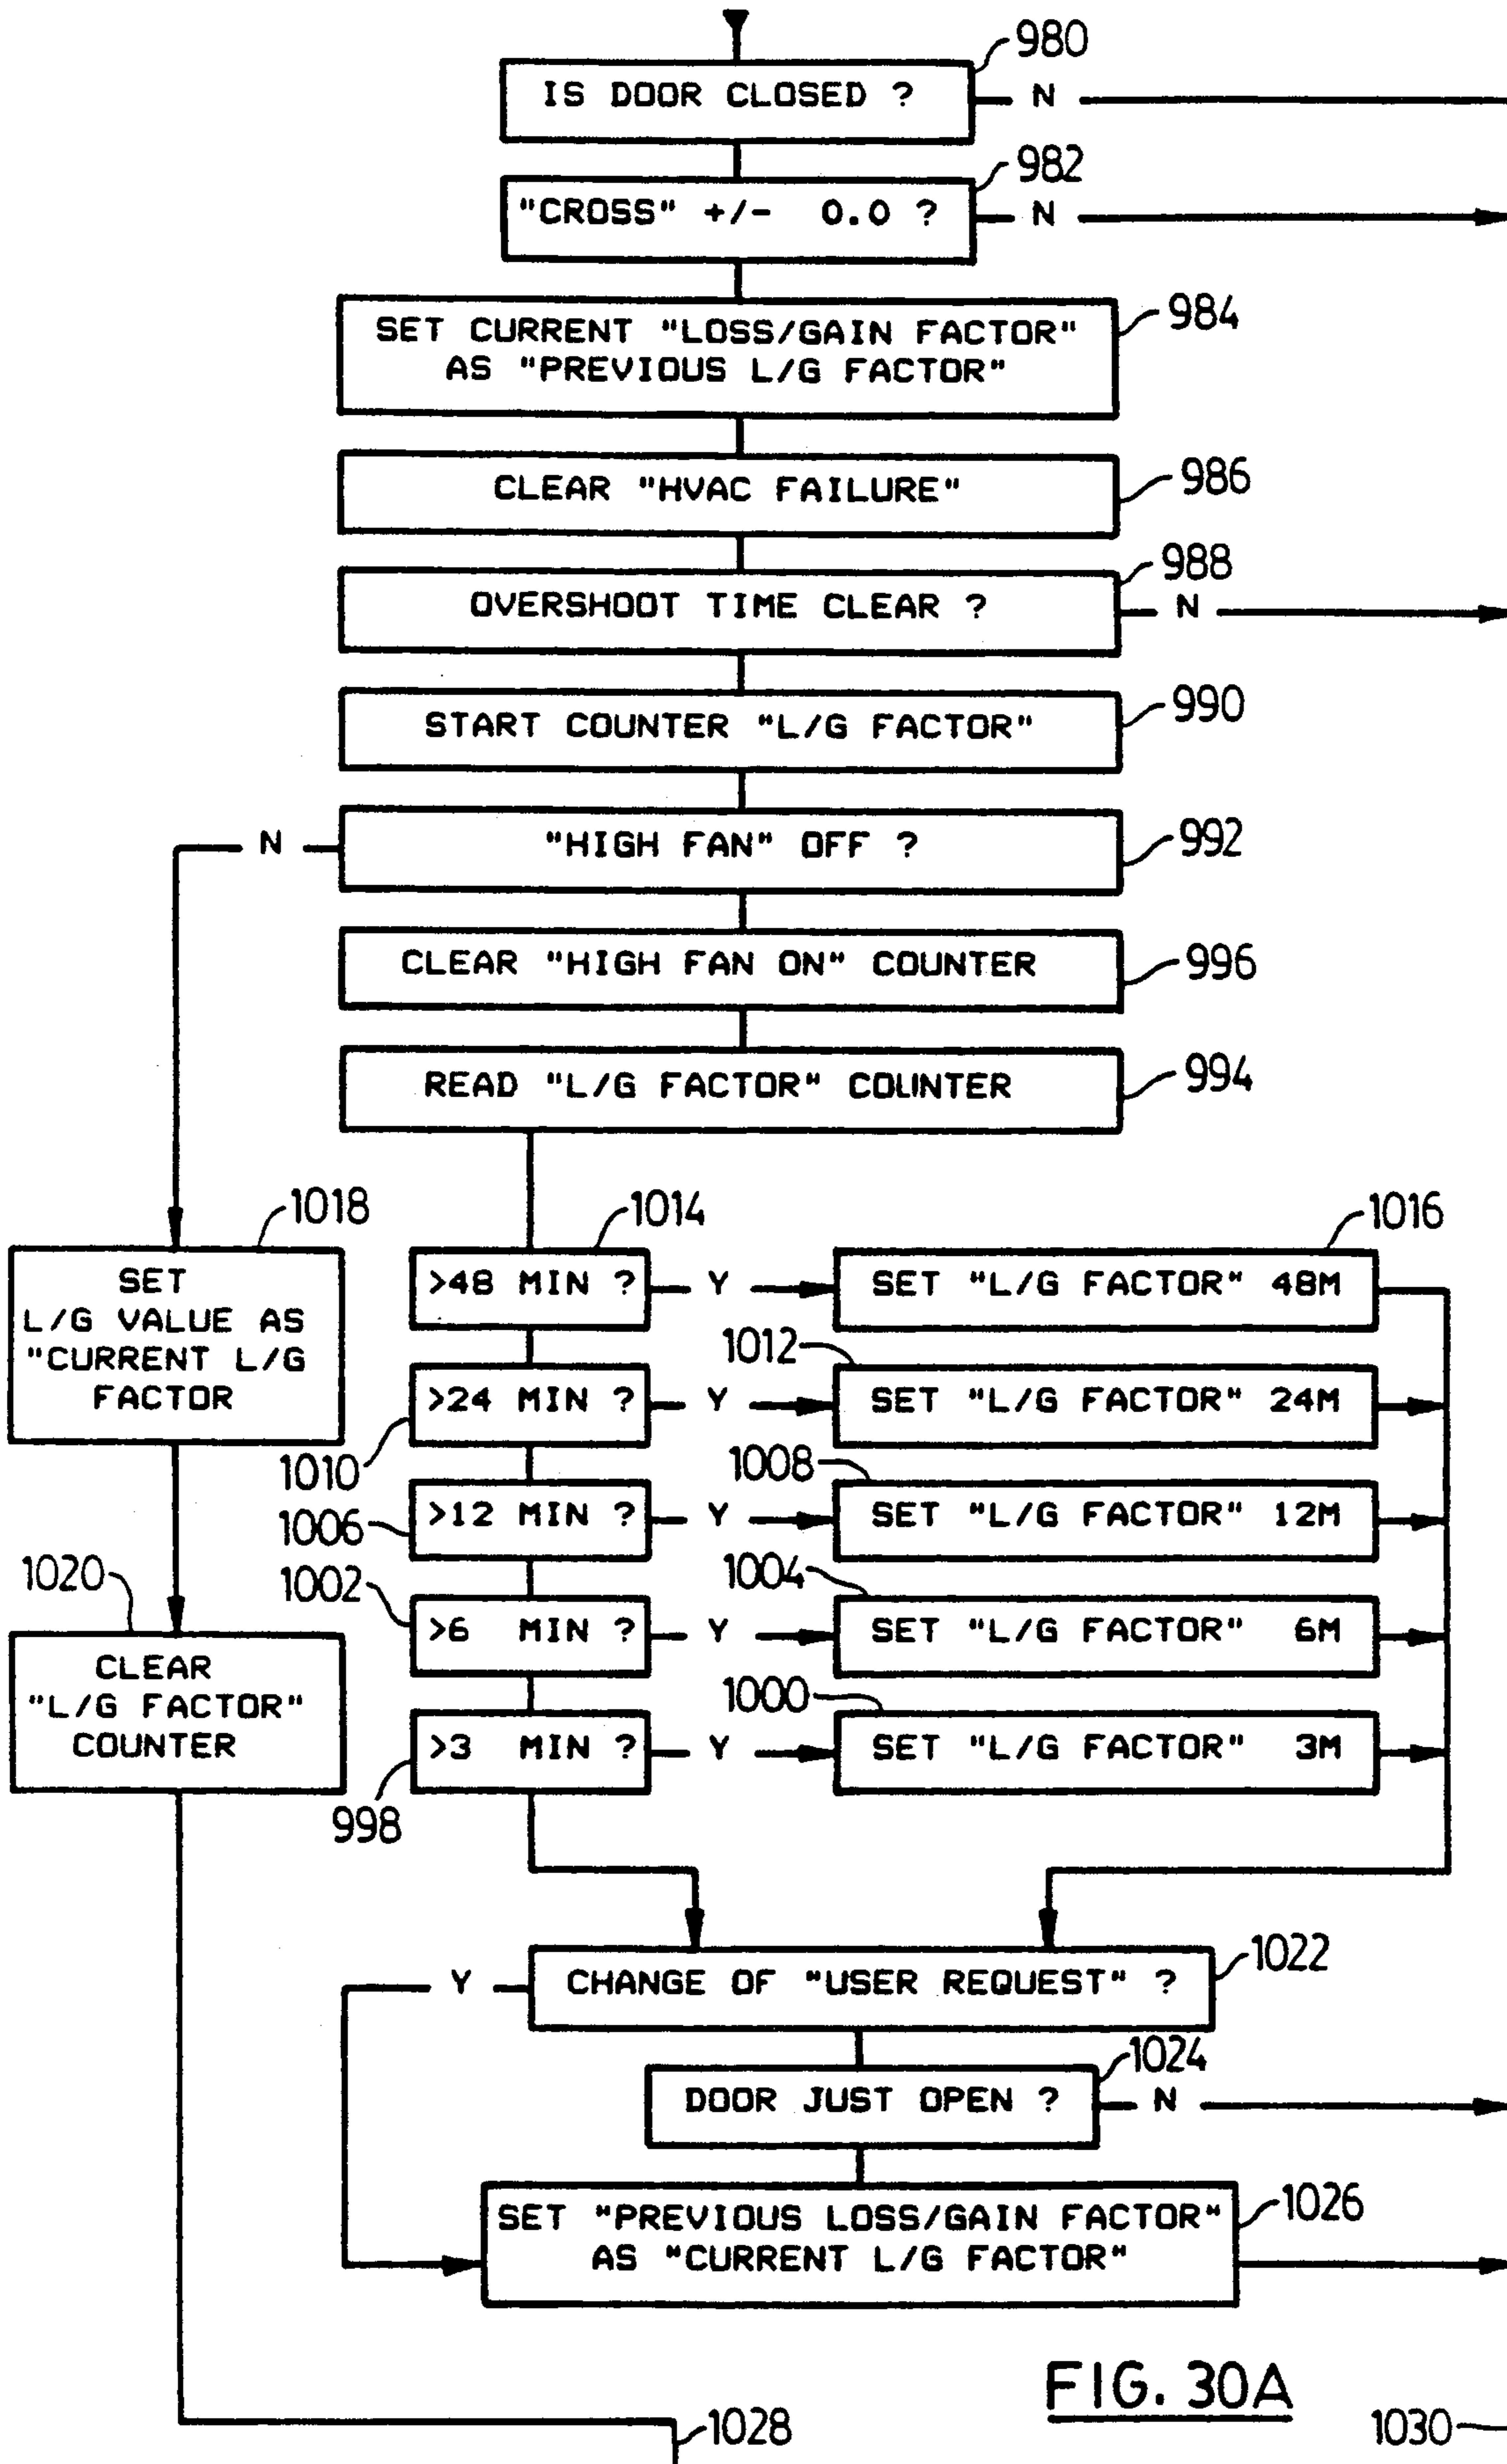 980
IS DOOR CLOSED ? N
982
"CROSS" +/- 0.0 ? N
984
SET CURRENT "LOSS/GAIN FACTOR"
AS "PREVIOUS L/G FACTOR"
986
CLEAR "HVAC FAILURE"
988
OVERSHOOT TIME CLEAR ? N
990
START COUNTER "L/G FACTOR"
992
N "HIGH FAN" OFF ?
996
CLEAR "HIGH FAN ON" COUNTER
994
READ "L/G FACTOR" COUNTER
1018
SET
L/G VALUE AS
"CURRENT L/G
FACTOR
1020
CLEAR
"L/G FACTOR"
COUNTER
1014
1016
>48 MIN ? Y SET "L/G FACTOR" 48M
1012
>24 MIN ? Y SET "L/G FACTOR" 24M
1010
1008
>12 MIN ? Y SET "L/G FACTOR" 12M
1006
1004
1002
>6 MIN ? Y SET "L/G FACTOR" 6M
1000
>3 MIN ? Y SET "L/G FACTOR" 3M
998
1022
Y CHANGE OF "USER REQUEST" ?
1024
DOOR JUST OPEN ? N
1026
SET "PREVIOUS LOSS/GAIN FACTOR"
AS "CURRENT L/G FACTOR"
FIG. 30A
1028
1030